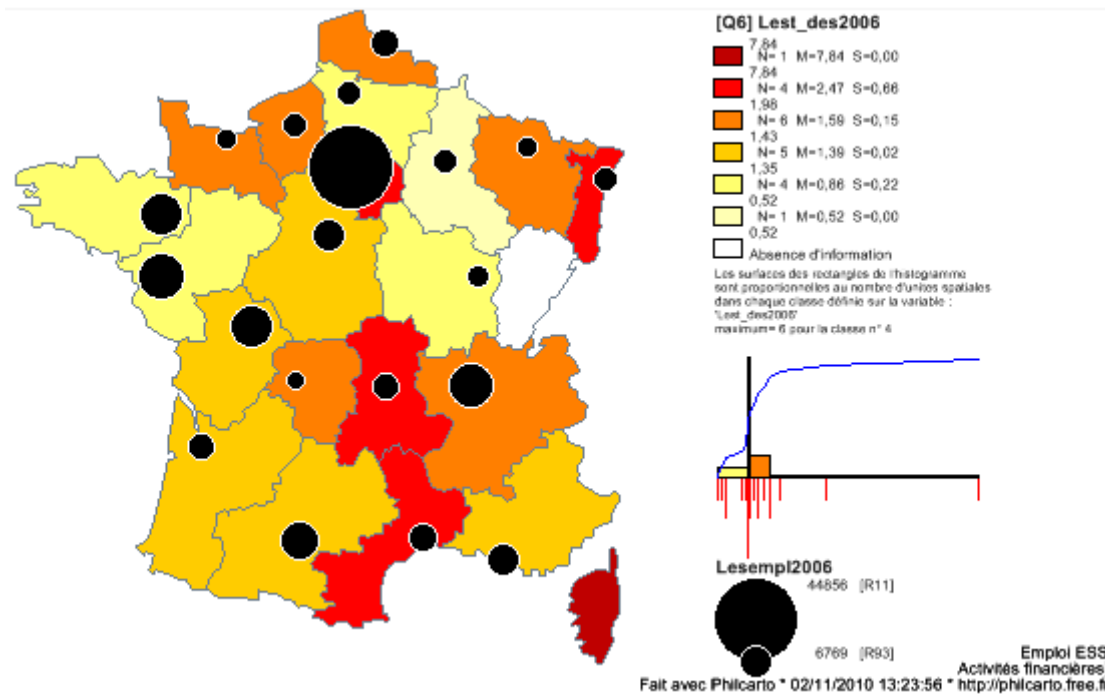 [Q6] Lest_des2006
7,84
N= 1 M=7,84 S=0,00
7,84
N= 4 M=2,47 S=0,66
1,98
N= 6 M=1,59 S=0,15
1,43
N= 5 M=1,39 S=0,02
1,35
N= 4 M=0,86 S=0,22
0,52
N= 1 M=0,52 S=0,00
0,52
Absence d'information
Les surfaces des rectangles de l'histogramme
sont proportionnelles au nombre d'unites spatiales
dans chaque classe définie sur la variable :
'Lest_des2006'
maximum= 6 pour la classe n° 4
Lesempl2006
44856 [R11]
6769 [R93]
Emploi ESS
Activités financières
Fait avec Philcarto * 02/11/2010 13:23:56 * http://philcarto.free.f